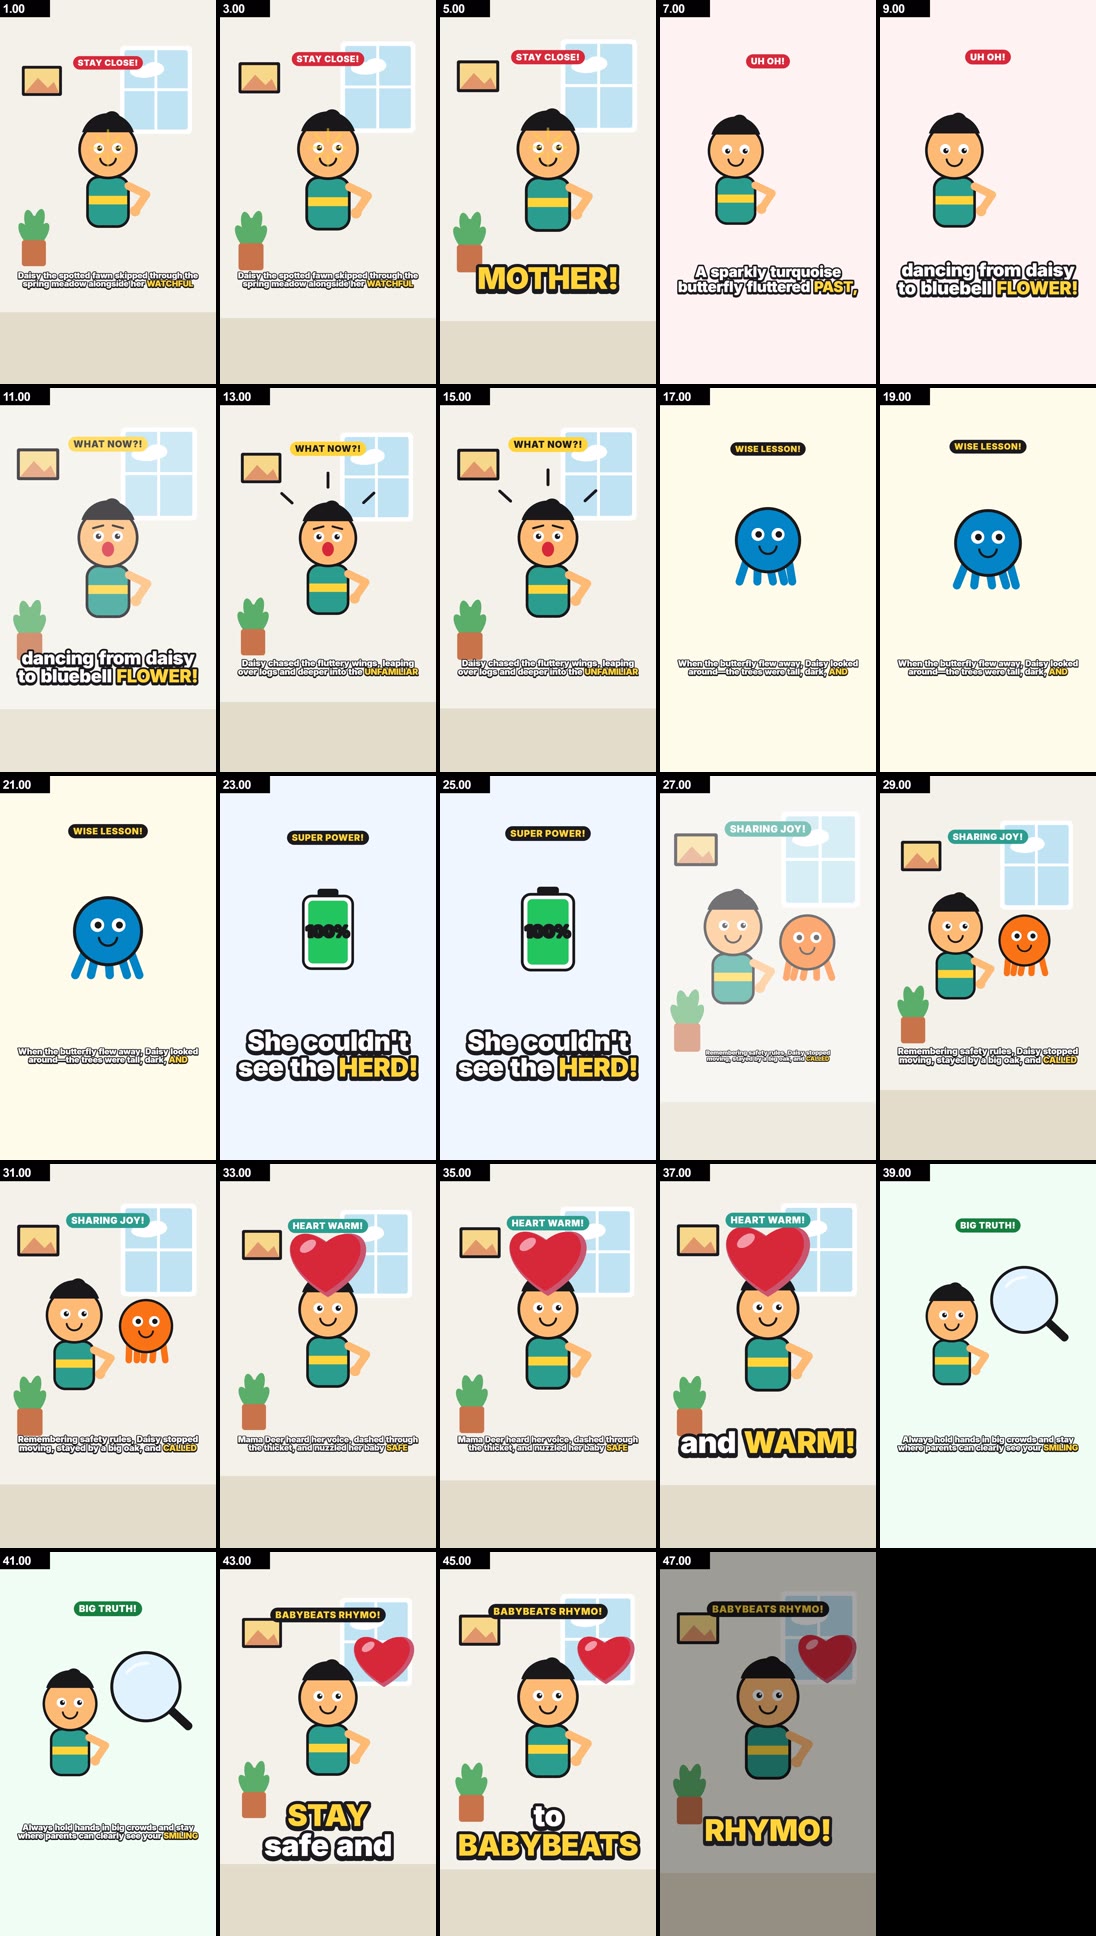 1.00
STAY CLOSE!
Daisy the spotted fawn skipped through the
spring meadow alongside her WATCHFUL
3.00
STAY CLOSE!
Daisy the spotted fawn skipped through the
spring meadow alongside her WATCHFUL
5.00
STAY CLOSE!
MOTHER!
7.00
UH OH!
A sparkly turquoise
butterfly fluttered PAST,
9.00
UH OH!
dancing from daisy
to bluebell FLOWER!
11.00
WHAT NOW?!
dancing from daisy
to bluebell FLOWER!
13.00
WHAT NOW?!
Daisy chased the fluttery wings, leaping
over logs and deeper into the UNFAMILIAR
15.00
WHAT NOW?!
Daisy chased the fluttery wings, leaping
over logs and deeper into the UNFAMILIAR
17.00
WISE LESSON!
When the butterfly flew away, Daisy looked
around—the trees were tall, dark, AND
19.00
WISE LESSON!
When the butterfly flew away, Daisy looked
around—the trees were tall, dark, AND
21.00
WISE LESSON!
When the butterfly flew away, Daisy looked
around—the trees were tall, dark, AND
23.00
SUPER POWER!
100%
She couldn't
see the HERD!
25.00
SUPER POWER!
100%
She couldn't
see the HERD!
27.00
SHARING JOY!
Remembering safety rules, Daisy stopped
moving, stayed by a big oak, and CALLED
29.00
SHARING JOY!
Remembering safety rules, Daisy stopped
moving, stayed by a big oak, and CALLED
31.00
SHARING JOY!
Remembering safety rules, Daisy stopped
moving, stayed by a big oak, and CALLED
33.00
HEART WARM!
Mama Deer heard her voice, dashed through
the thicket, and nuzzled her baby SAFE
35.00
HEART WARM!
Mama Deer heard her voice, dashed through
the thicket, and nuzzled her baby SAFE
37.00
HEART WARM!
and WARM!
39.00
BIG TRUTH!
Always hold hands in big crowds and stay
where parents can clearly see your SMILING
41.00
BIG TRUTH!
Always hold hands in big crowds and stay
where parents can clearly see your SMILING
43.00
BABYBEATS RHYMO!
STAY
safe and
45.00
BABYBEATS RHYMO!
to
BABYBEATS
47.00
BABYBEATS RHYMO!
RHYMO!